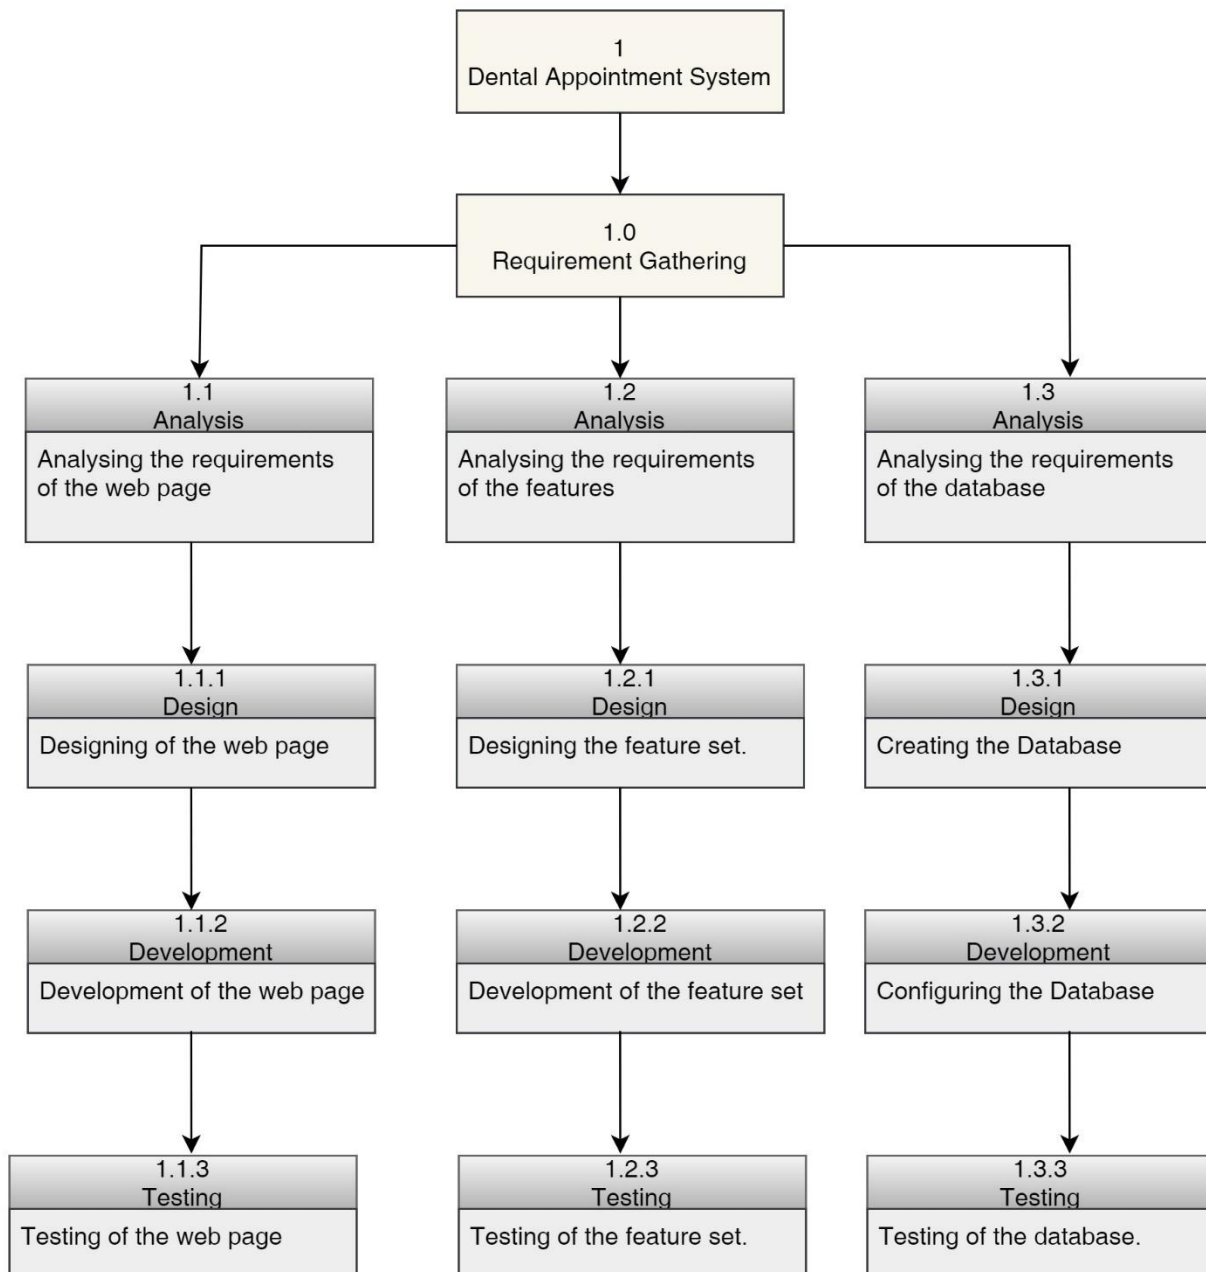 1
Dental Appointment System
1.0
Requirement Gathering
1.1
Analysis
Analysing the requirements
of the web page
1.2
Analysis
Analysing the requirements
of the features
1.3
Analysis
Analysing the requirements
of the database
1.1.1
Design
Designing of the web page
1.2.1
Design
Designing the feature set.
1.3.1
Design
Creating the Database
1.1.2
Development
Development of the web page
1.2.2
Development
Development of the feature set
1.3.2
Development
Configuring the Database
1.1.3
Testing
Testing of the web page
1.2.3
Testing
Testing of the feature set.
1.3.3
Testing
Testing of the database.